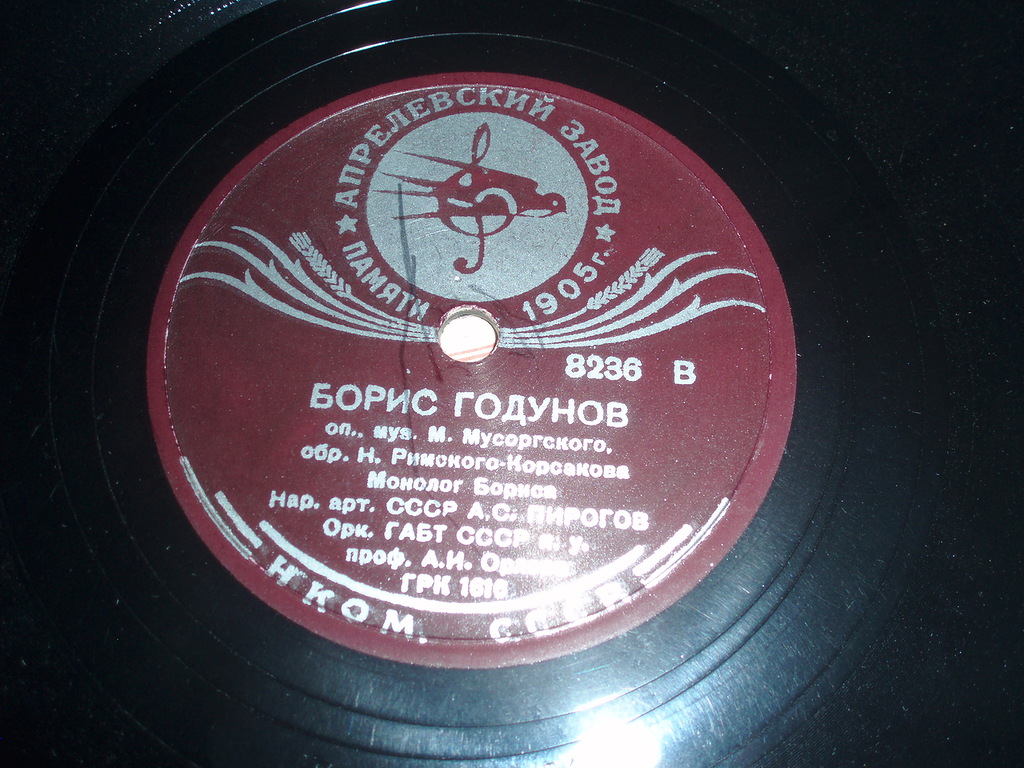 АПРЕЛЕВСКИЙ ЗАВОД
★ ПАМЯТИ 1905 г. ★
8236 В
БОРИС ГОДУНОВ
оп., муз. М. Мусоргского,
обр. Н. Римского-Корсакова
Монолог Бориса
Нар. арт. СССР А.С. ПИРОГОВ
Орк. ГАБТ СССР п. у.
проф. А.И.
ГРК
НКОМ.